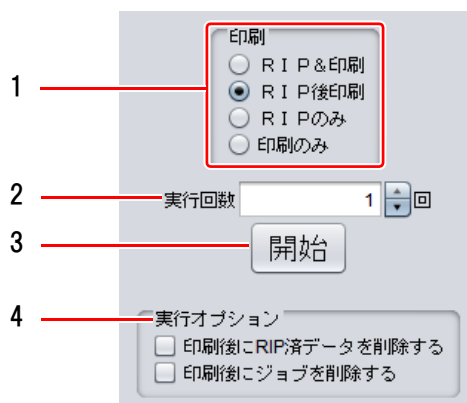 印刷
1
ＲＩＰ&印刷
ＲＩＰ後印刷
ＲＩＰのみ
印刷のみ
2
実行回数 1 回
3
開始
4
実行オプション
印刷後にRIP済データを削除する
印刷後にジョブを削除する